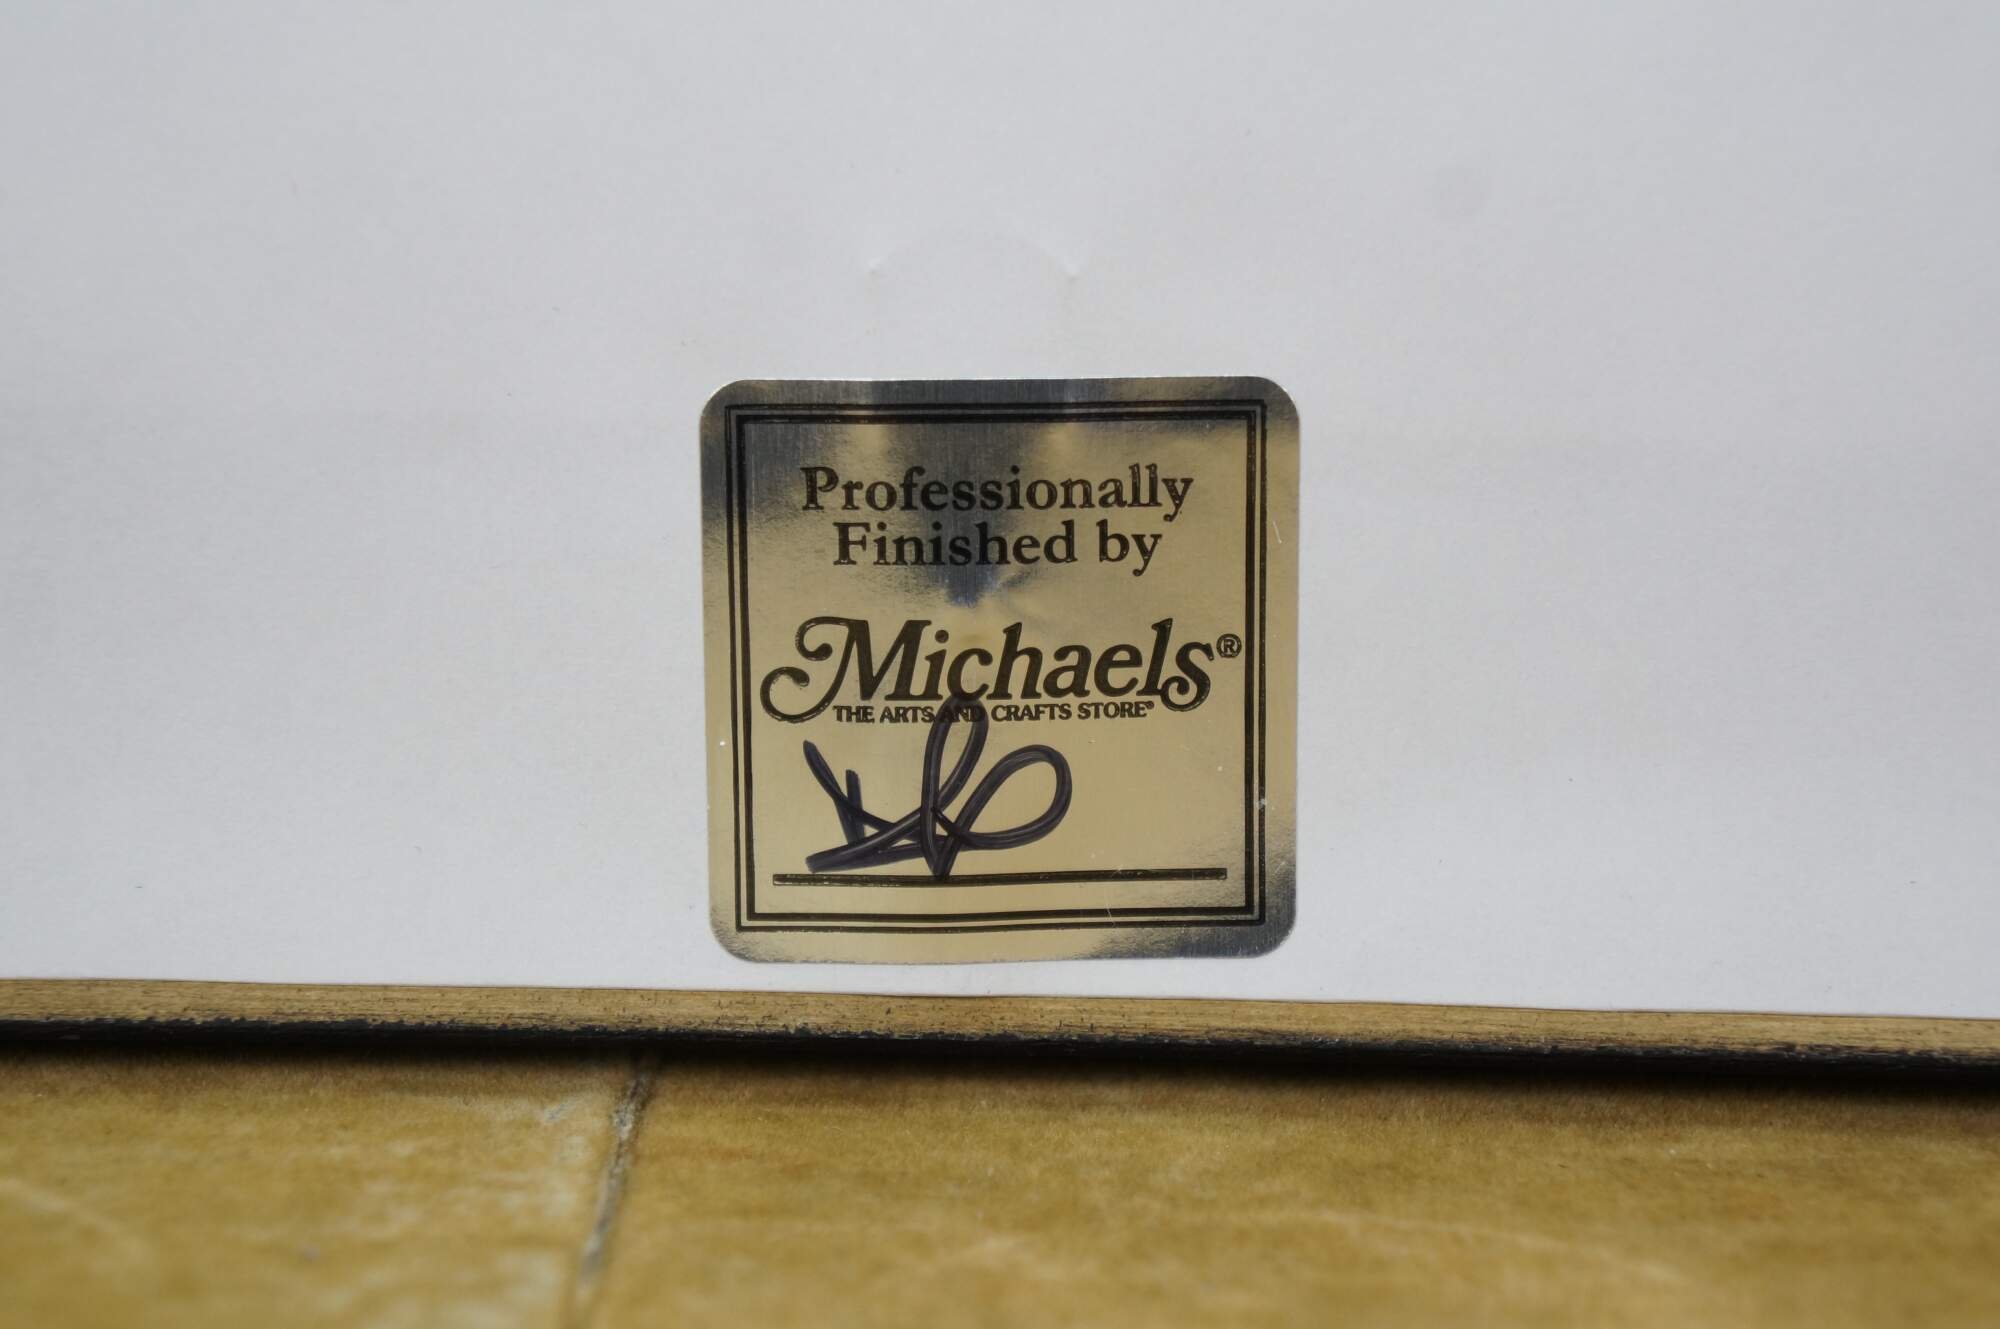 Professionally
Finished by
Michaels®
THE ARTS AND CRAFTS STORE®